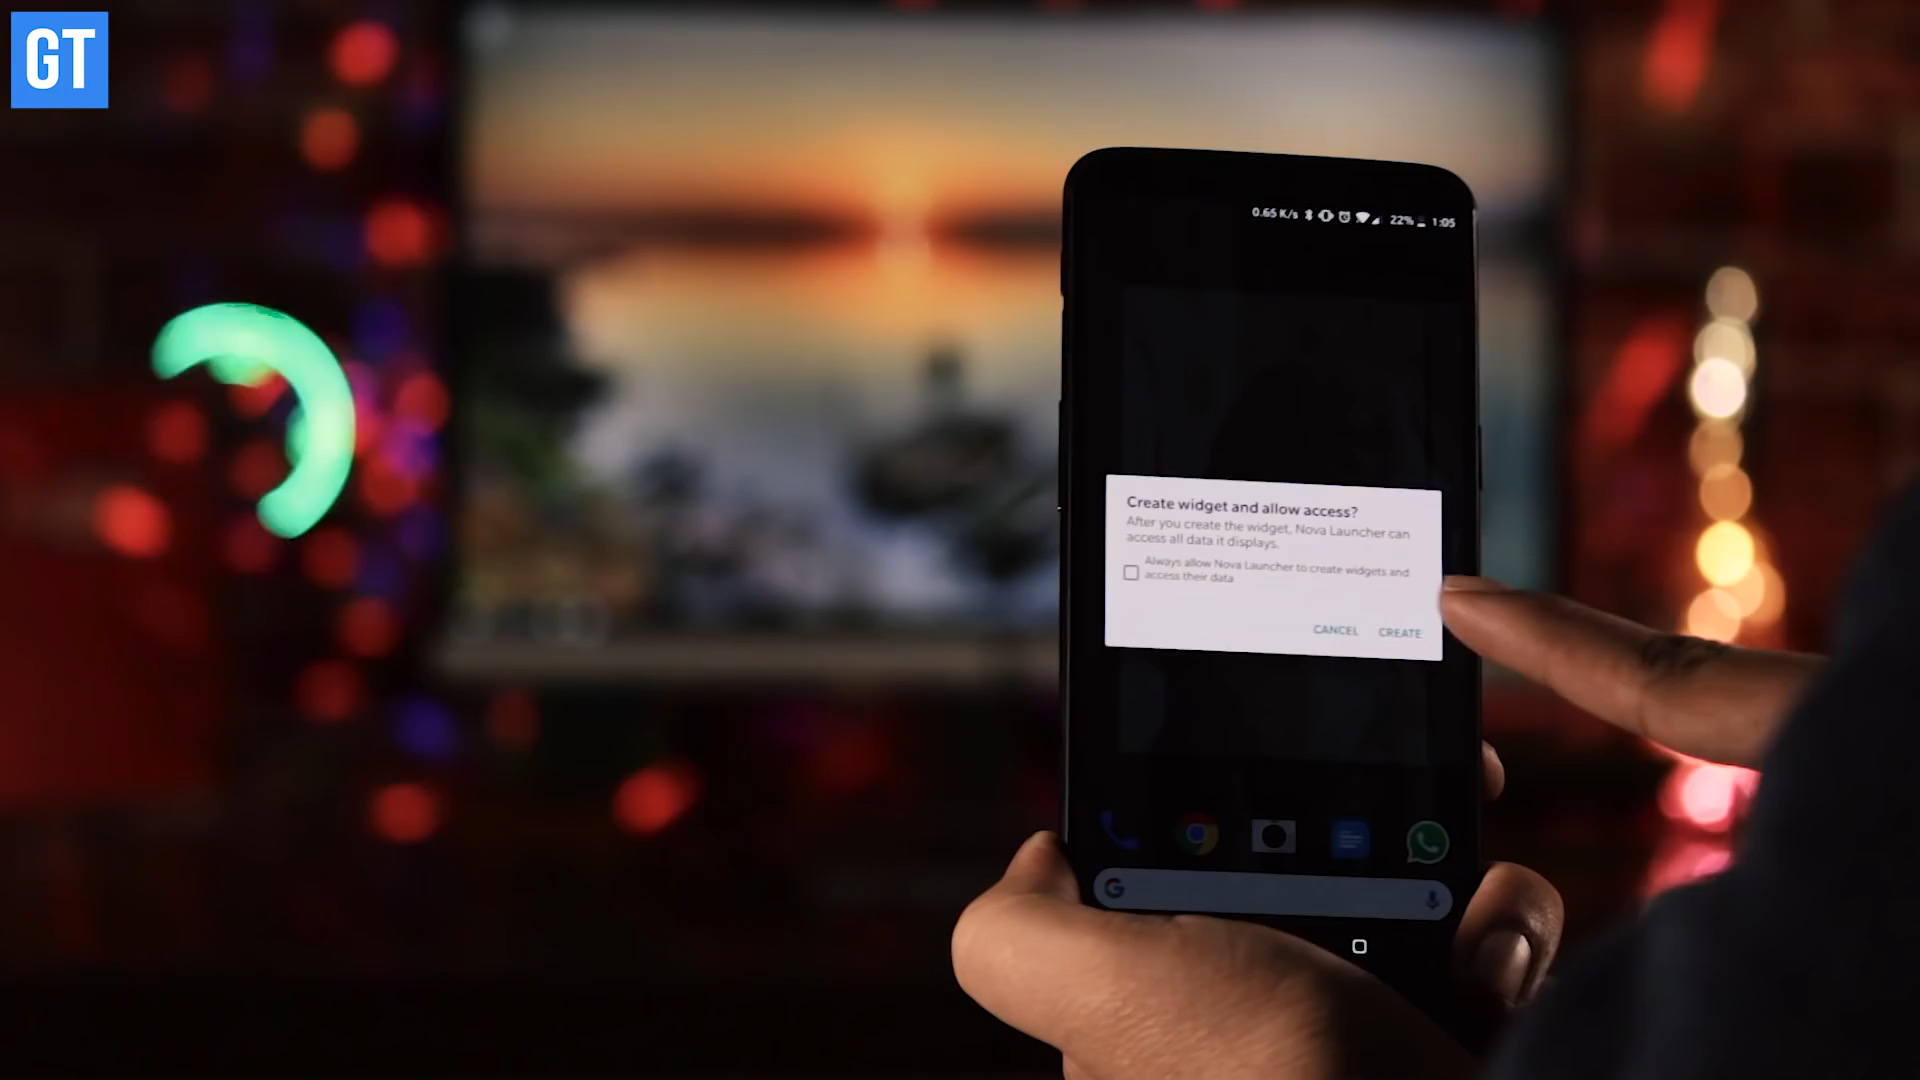 GT
0.65 K/s 22% 1:05
Create widget and allow access?
After you create the widget, Nova Launcher can
access all data it displays.
Always allow Nova Launcher to create widgets and
access their data
CANCEL CREATE
G